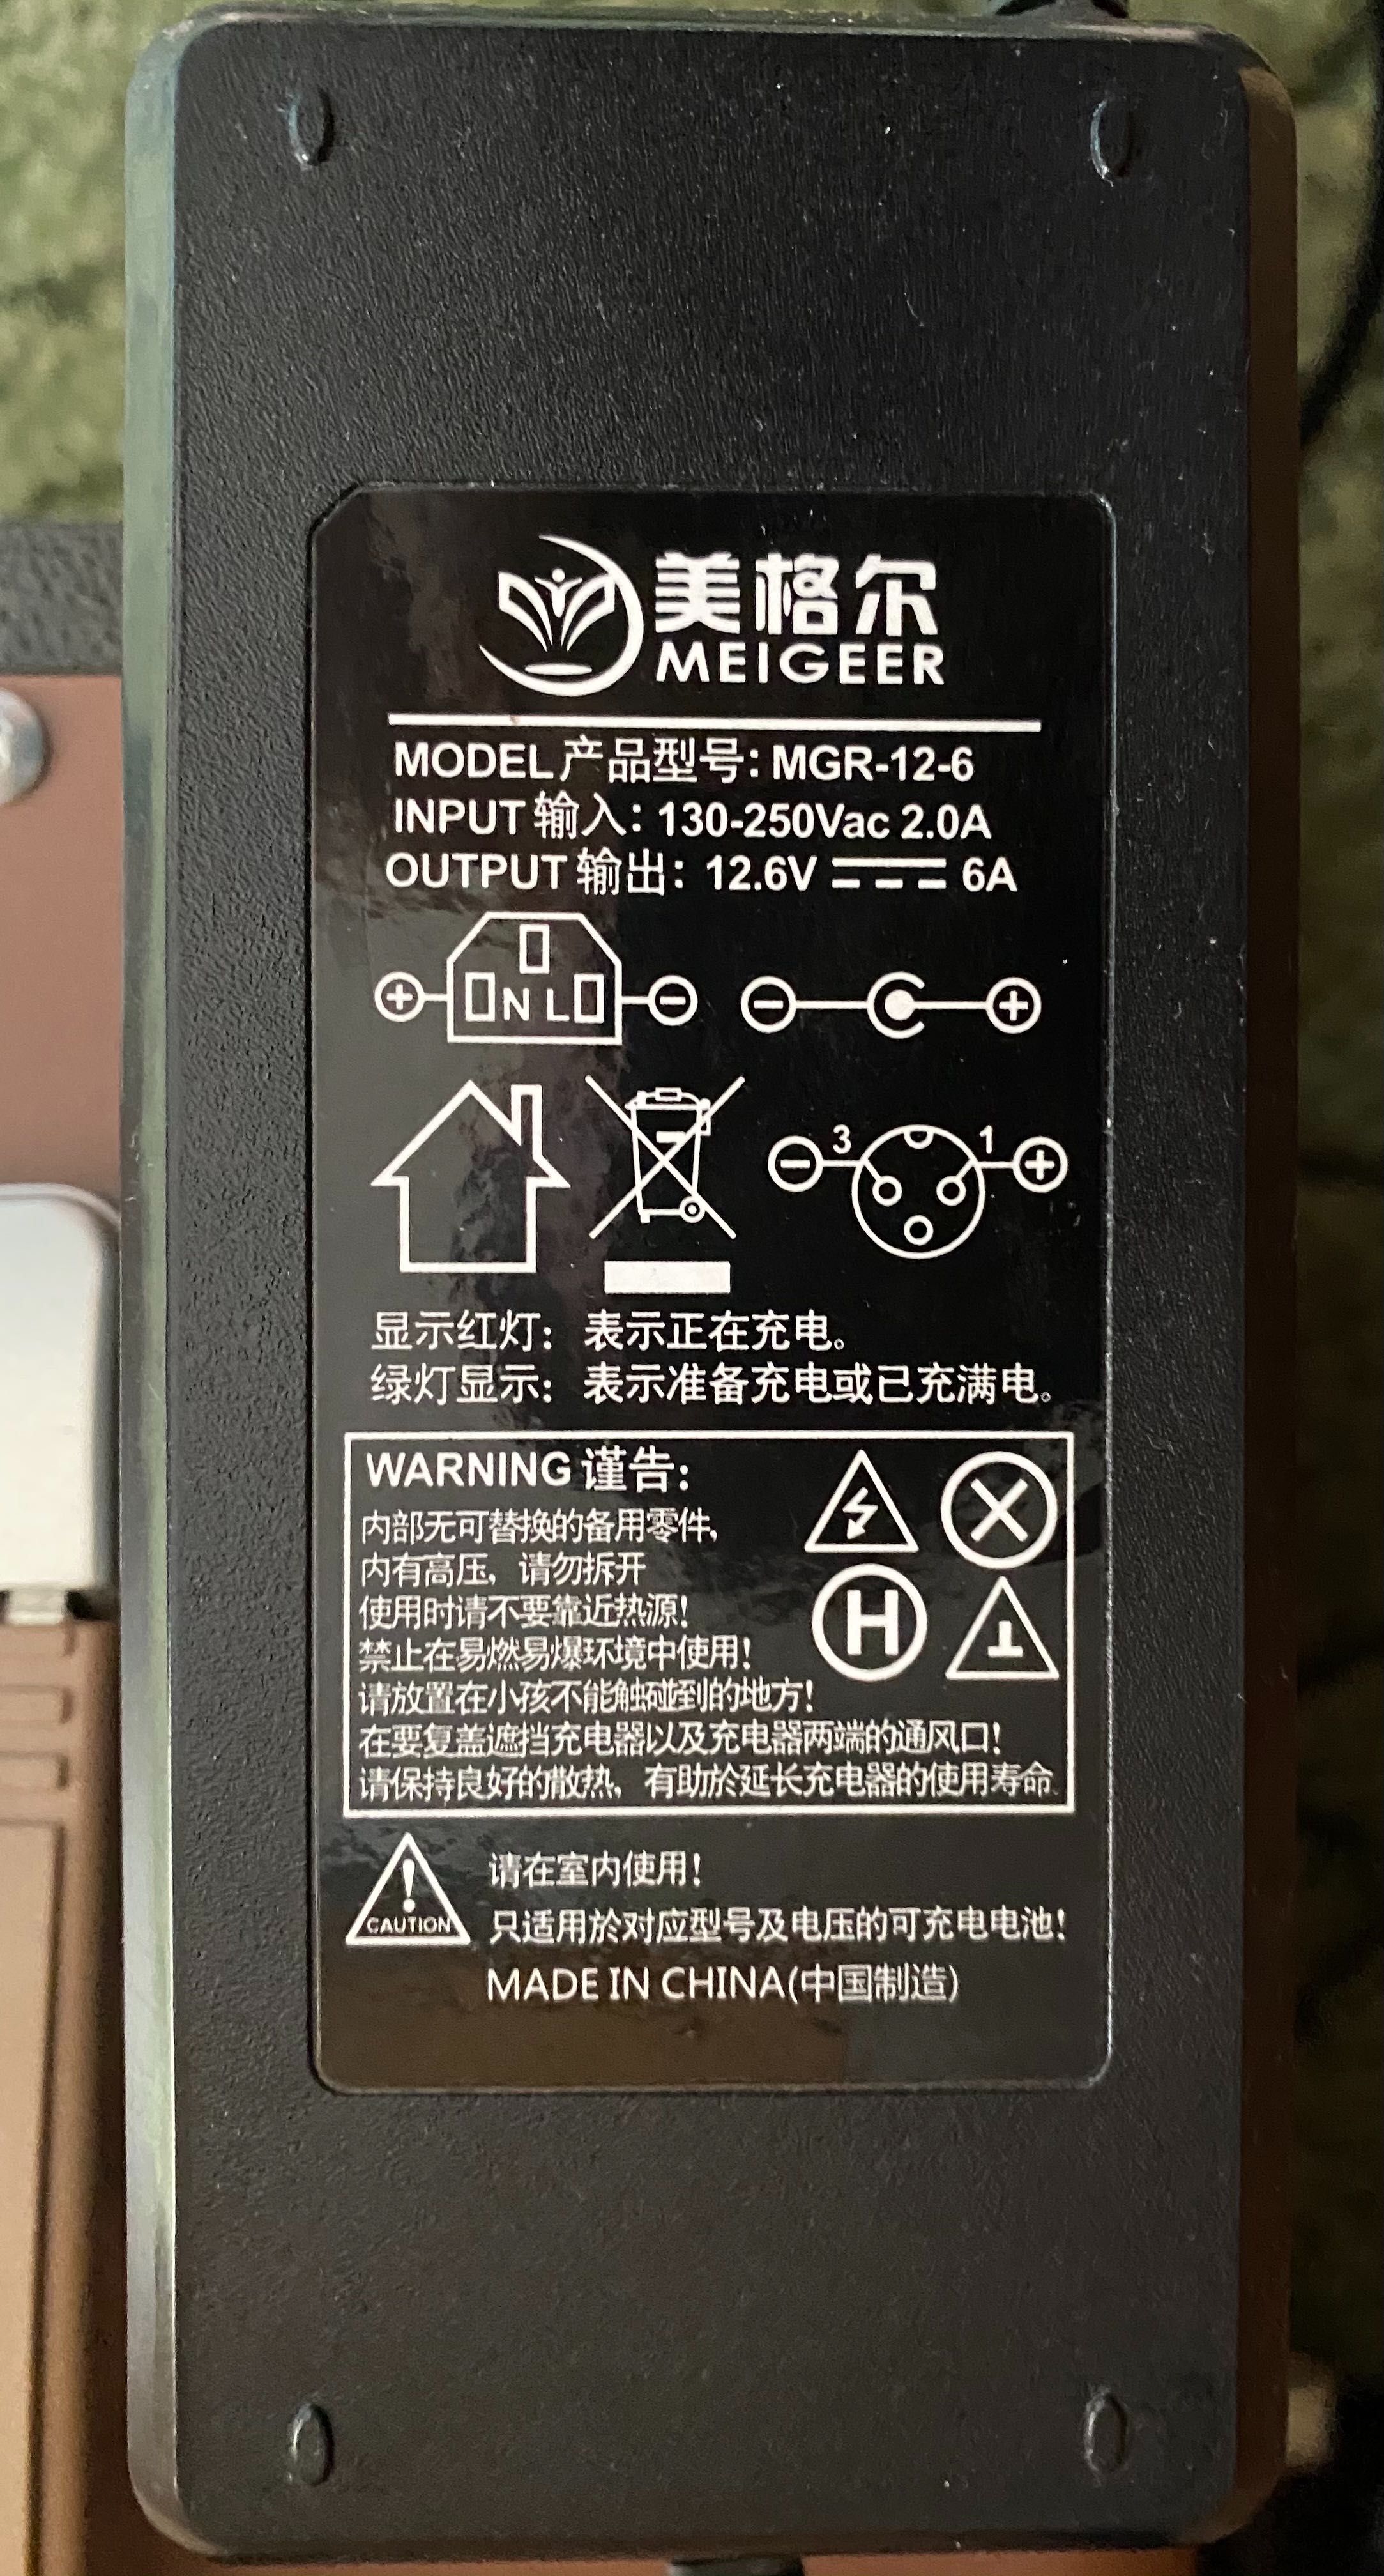 美格尔
MEIGEER
MODEL产品型号: MGR-12-6
INPUT输入: 130-250Vac 2.0A
OUTPUT输出: 12.6V 6A
N L
3 1
显示红灯: 表示正在充电。
绿灯显示: 表示准备充电或已充满电。
WARNING谨告:
内部无可替换的备用零件,
内有高压, 请勿拆开
使用时请不要靠近热源!
禁止在易燃易爆环境中使用!
请放置在小孩不能触碰到的地方!
在要复盖遮挡充电器以及充电器两端的通风口!
请保持良好的散热, 有助於延长充电器的使用寿命.
H
请在室内使用!
CAUTION
只适用於对应型号及电压的可充电电池!
MADE IN CHINA(中国制造)